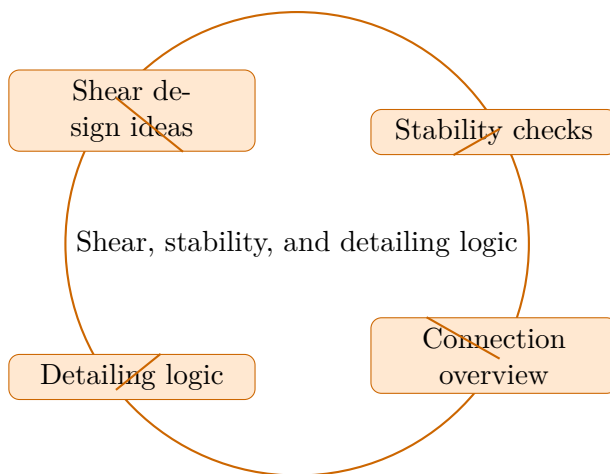 Shear de-
sign ideas
Stability checks
Shear, stability, and detailing logic
Connection
overview
Detailing logic